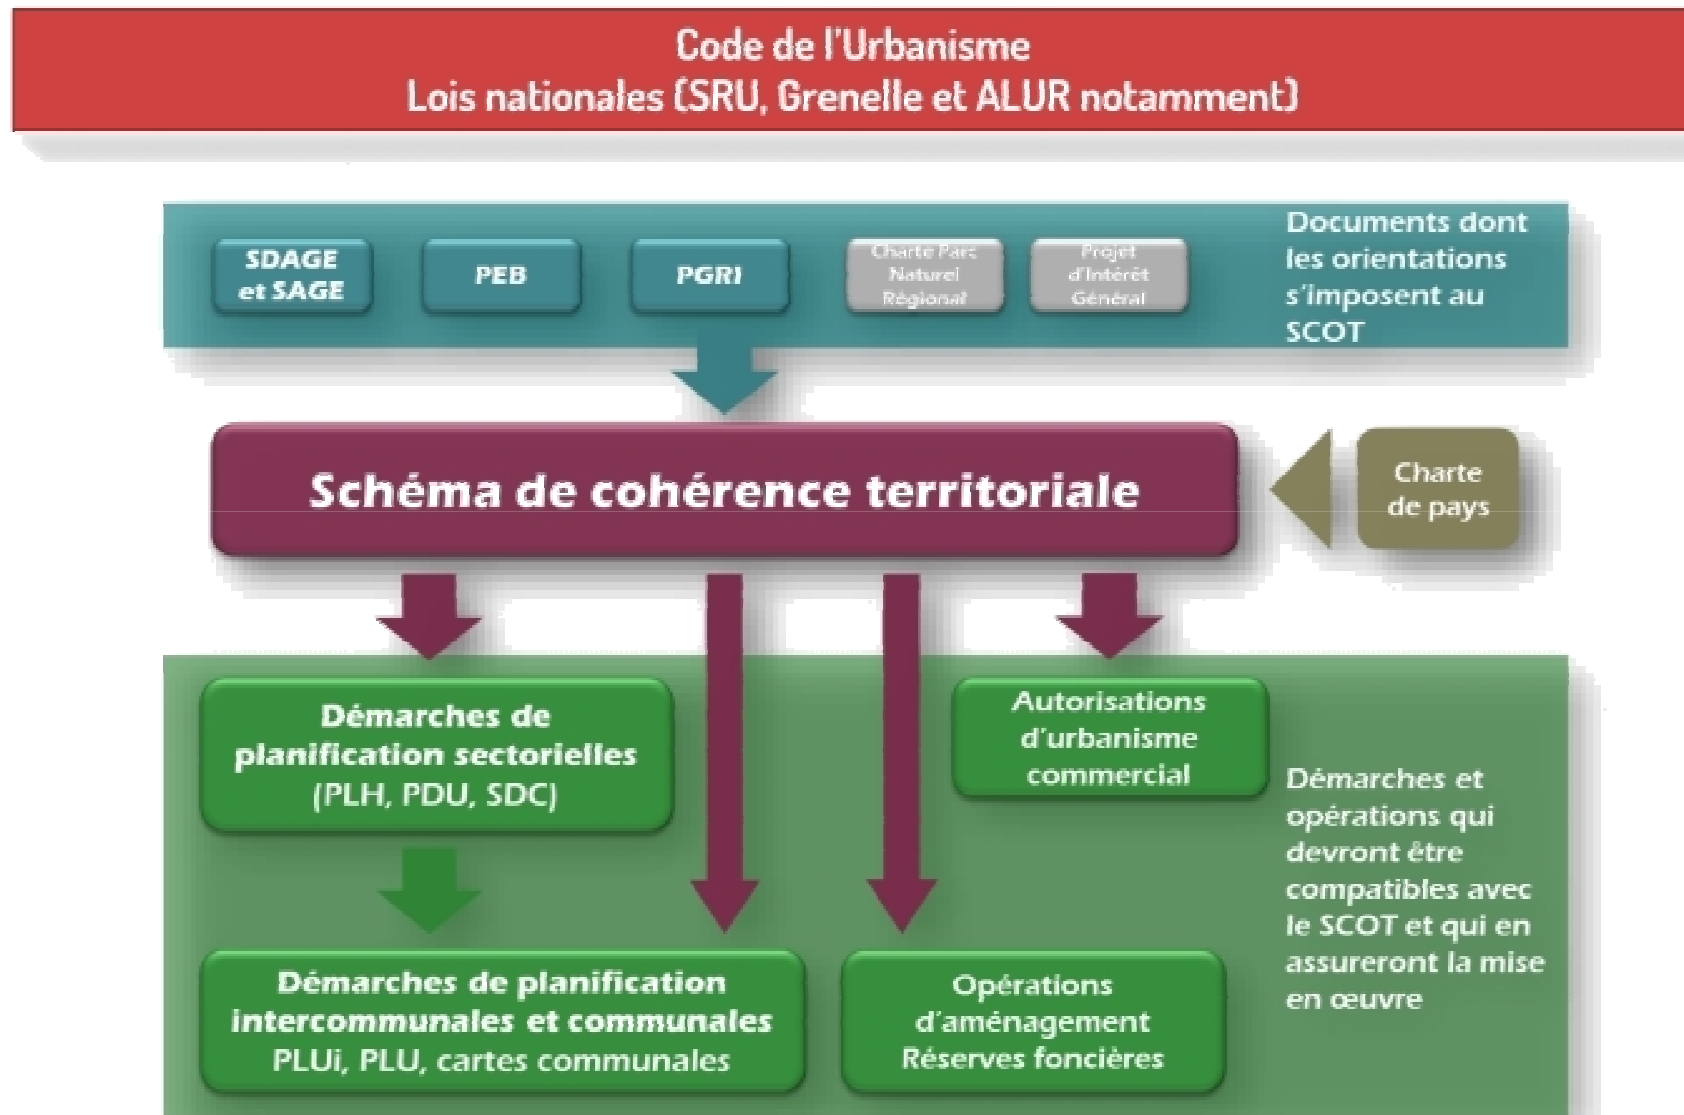 Code de l'Urbanisme
Lois nationales (SRU, Grenelle et ALUR notamment)
SDAGE
et SAGE
PEB
PGRI
Charte Parc
Naturel
Régional
Projet
d'Intérêt
Général
Documents dont
les orientations
s'imposent au
SCOT
Schéma de cohérence territoriale
Charte
de pays
Démarches de
planification sectorielles
(PLH, PDU, SDC)
Autorisations
d'urbanisme
commercial
Démarches et
opérations qui
devront être
compatibles avec
le SCOT et qui en
assureront la mise
en œuvre
Démarches de planification
intercommunales et communales
PLUi, PLU, cartes communales
Opérations
d'aménagement
Réserves foncières